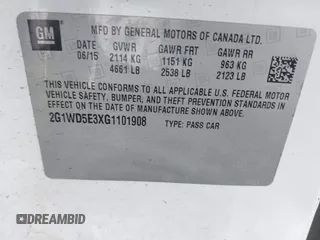 GM
MFD BY GENERAL MOTORS OF CANADA LTD.
DATE GVWR GAWR FRT GAWR RR
06/15 2114 KG 1151 KG 963 KG
4661 LB 2538 LB 2123 LB
THIS VEHICLE CONFORMS TO ALL APPLICABLE U.S. FEDERAL MOTOR
VEHICLE SAFETY, BUMPER, AND THEFT PREVENTION STANDARDS
IN EFFECT ON THE DATE OF MANUFACTURE SHOWN ABOVE.
2G1WD5E3XG1101908 TYPE: PASS CAR
DREAMBID